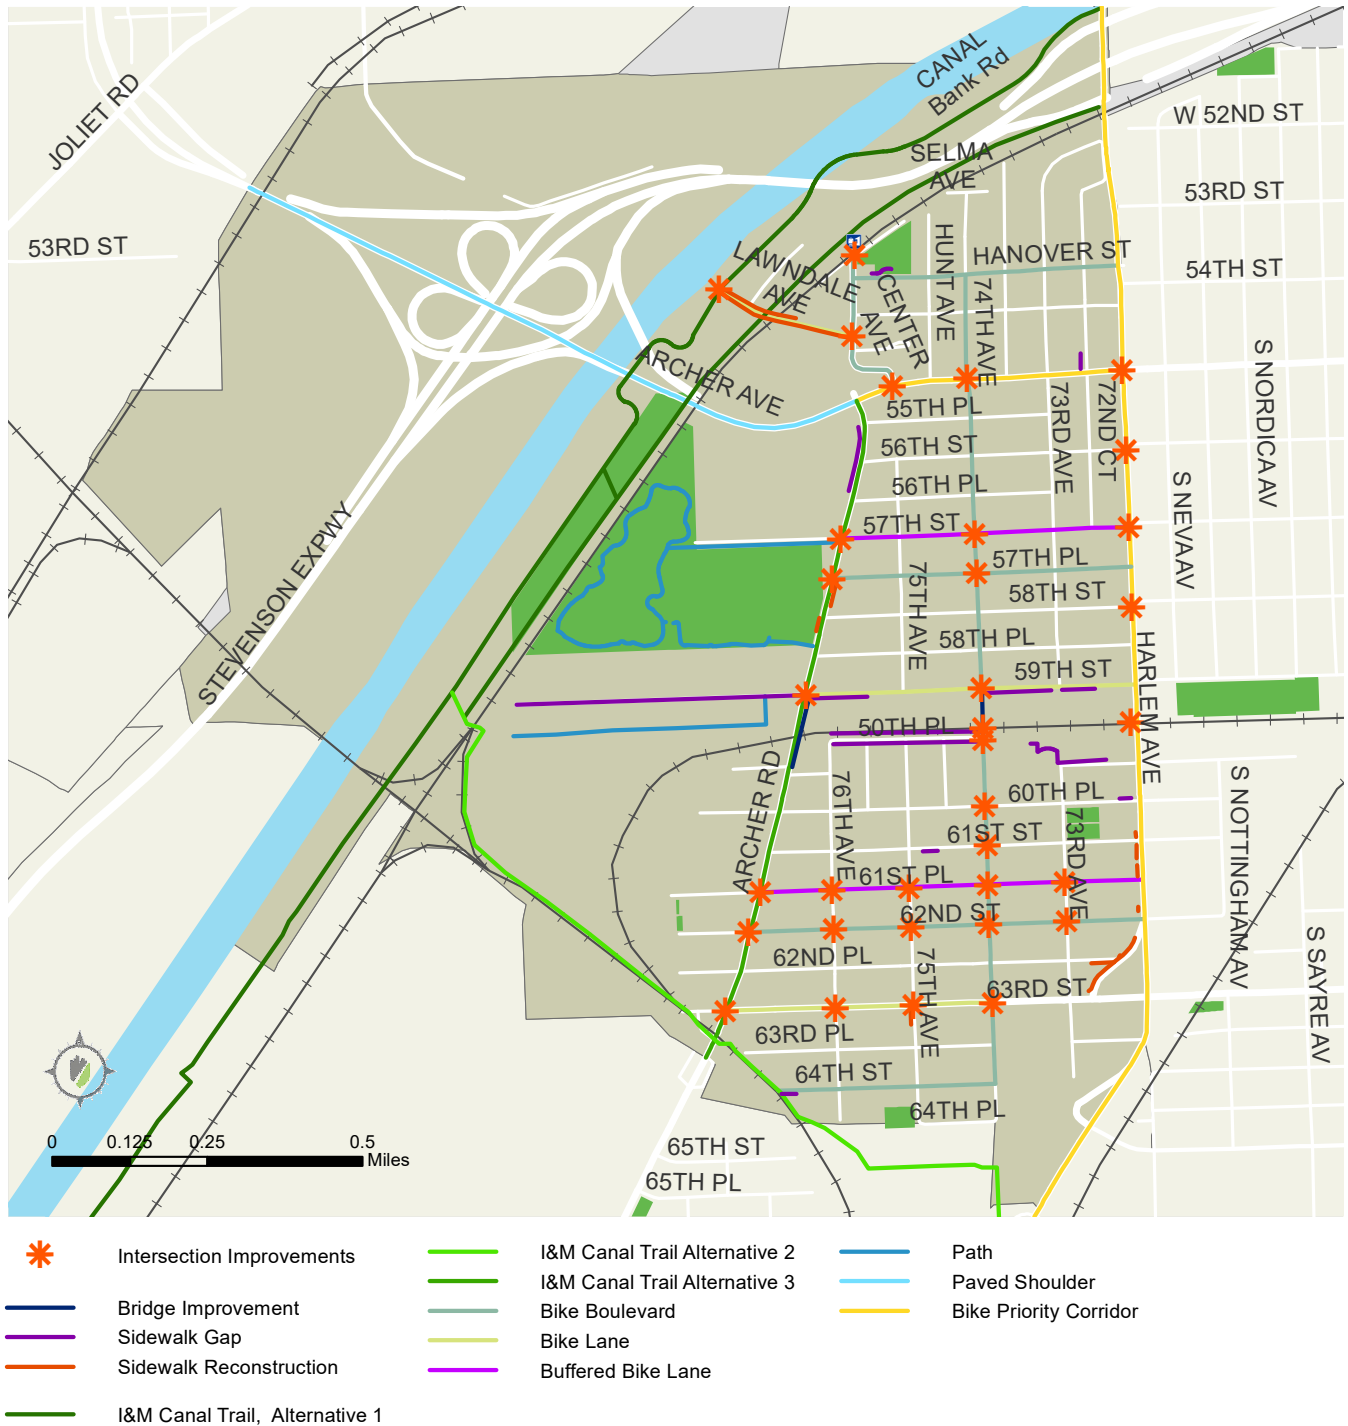 CANAL
Bank Rd
JOLIET RD
W 52ND ST
SELMA
AVE
53RD ST
53RD ST
HUNT AVE
HANOVER ST
LAWNDALE
AVE
54TH ST
CENTER
AVE
74TH AVE
ARCHER AVE
S NORDICA AV
55TH PL
73RD AVE
72ND CT
56TH ST
56TH PL
S NEVA AV
57TH ST
STEVENSON EXPWY
57TH PL
75TH AVE
58TH ST
58TH PL
HARLEM AVE
59TH ST
50TH PL
ARCHER RD
76TH AVE
60TH PL
S NOTTINGHAM AV
73RD AVE
61ST ST
61ST PL
62ND ST
S SAYRE AV
62ND PL
75TH AVE
63RD ST
63RD PL
64TH ST
64TH PL
65TH ST
65TH PL
0 0.125 0.25 0.5
Miles
Intersection Improvements
Bridge Improvement
Sidewalk Gap
Sidewalk Reconstruction
I&M Canal Trail, Alternative 1
I&M Canal Trail Alternative 2
I&M Canal Trail Alternative 3
Bike Boulevard
Bike Lane
Buffered Bike Lane
Path
Paved Shoulder
Bike Priority Corridor